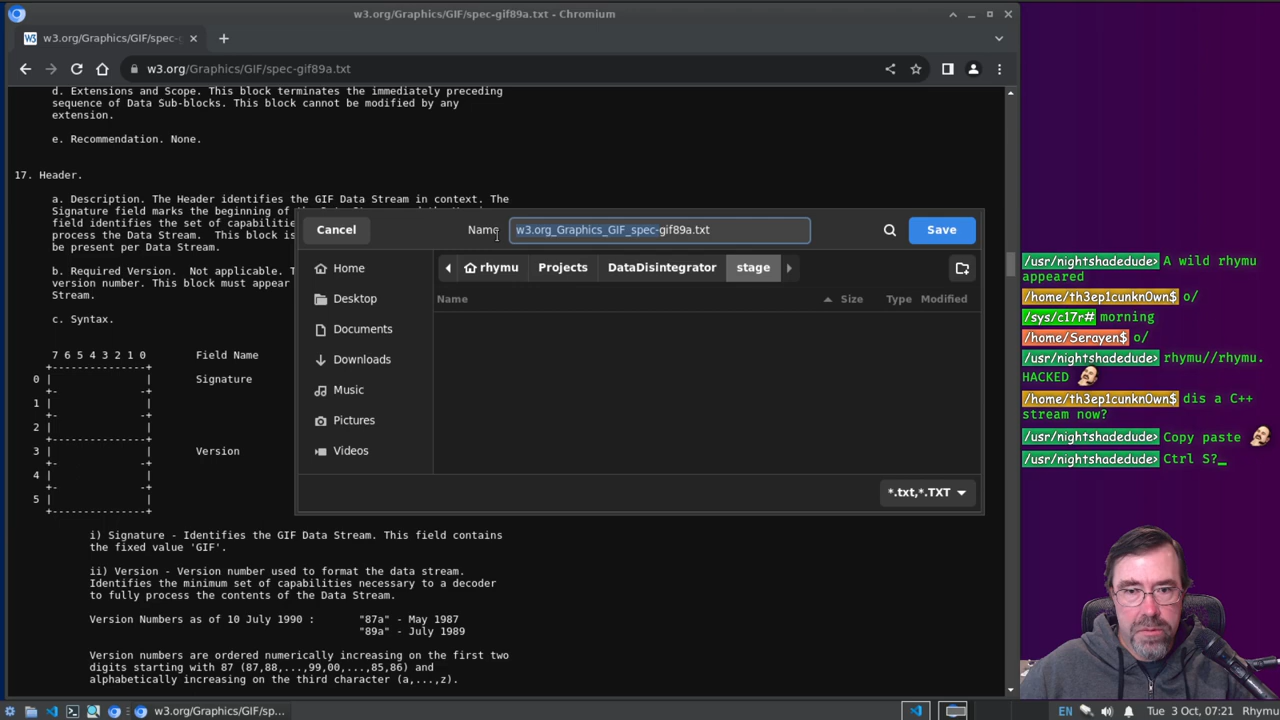 w3.org/Graphics/GIF/spec-gif89a.txt - Chromium
w3.org/Graphics/GIF/spec-
w3.org/Graphics/GIF/spec-gif89a.txt
d. Extensions and Scope. This block terminates the immediately preceding
sequence of Data Sub-blocks. This block cannot be modified by any
extension.
e. Recommendation. None.
17. Header.
a. Description. The Header identifies the GIF Data Stream in context. The
Signature field marks the beginning of
field identifies the set of capabilitie
process the Data Stream.  This block is
be present per Data Stream.
b. Required Version.  Not applicable. T
version number. This block must appear
Stream.
c. Syntax.
7 6 5 4 3 2 1 0        Field Name
+---------------+
0 |               |       Signature
+-             -+
1 |               |
+-             -+
2 |               |
+---------------+
3 |               |       Version
+-             -+
4 |               |
+-             -+
5 |               |
+---------------+
i) Signature - Identifies the GIF Data Stream. This field contains
the fixed value 'GIF'.
ii) Version - Version number used to format the data stream.
Identifies the minimum set of capabilities necessary to a decoder
to fully process the contents of the Data Stream.
Version Numbers as of 10 July 1990 :       "87a" - May 1987
"89a" - July 1989
Version numbers are ordered numerically increasing on the first two
digits starting with 87 (87,88,...,99,00,...,85,86) and
alphabetically increasing on the third character (a,...,z).
Cancel
Name
w3.org_Graphics_GIF_spec-gif89a.txt
Save
Home
Desktop
Documents
Downloads
Music
Pictures
Videos
rhymu Projects DataDisintegrator stage
Name Size Type Modified
*.txt,*.TXT
/usr/nightshadedude> A wild rhymu
appeared
/home/th3ep1cunkn0wn$ o/
/sys/c17r# morning
/home/Serayen$ o/
/usr/nightshadedude> rhymu//rhymu.
HACKED
/home/th3ep1cunkn0wn$ dis a C++
stream now?
/usr/nightshadedude> Copy paste
/usr/nightshadedude> Ctrl S?_
w3.org/Graphics/GIF/sp...
EN
Tue 3 Oct, 07:21
Rhymu